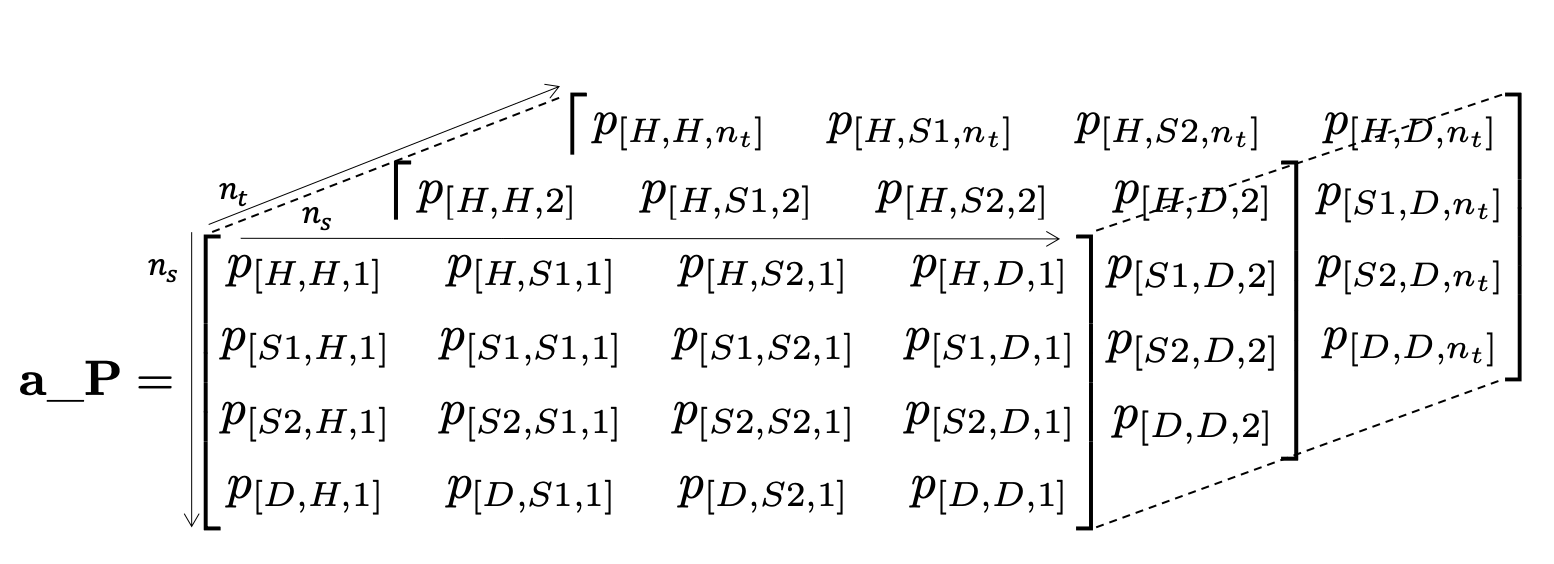 p[H,H,n_t] p[H,S1,n_t] p[H,S2,n_t] p[H,D,n_t]
n_t p[H,H,2] p[H,S1,2] p[H,S2,2] p[H,D,2] p[S1,D,n_t]
n_s
n_s p[H,H,1] p[H,S1,1] p[H,S2,1] p[H,D,1] p[S1,D,2] p[S2,D,n_t]
p[S1,H,1] p[S1,S1,1] p[S1,S2,1] p[S1,D,1] p[S2,D,2] p[D,D,n_t]
a_P =
p[S2,H,1] p[S2,S1,1] p[S2,S2,1] p[S2,D,1] p[D,D,2]
p[D,H,1] p[D,S1,1] p[D,S2,1] p[D,D,1]